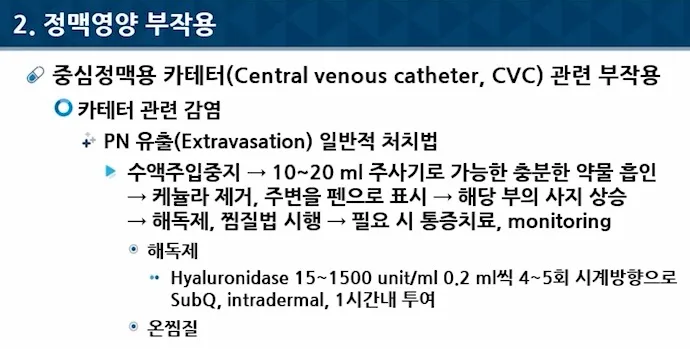 2. 정맥영양 부작용
중심정맥용 카테터(Central venous catheter, CVC) 관련 부작용
카테터 관련 감염
PN 유출(Extravasation) 일반적 처치법
수액주입중지 → 10~20 ml 주사기로 가능한 충분한 약물 흡인
→ 케뉼라 제거, 주변을 펜으로 표시 → 해당 부의 사지 상승
→ 해독제, 찜질법 시행 → 필요 시 통증치료, monitoring
해독제
Hyaluronidase 15~1500 unit/ml 0.2 ml씩 4~5회 시계방향으로
SubQ, intradermal, 1시간내 투여
온찜질